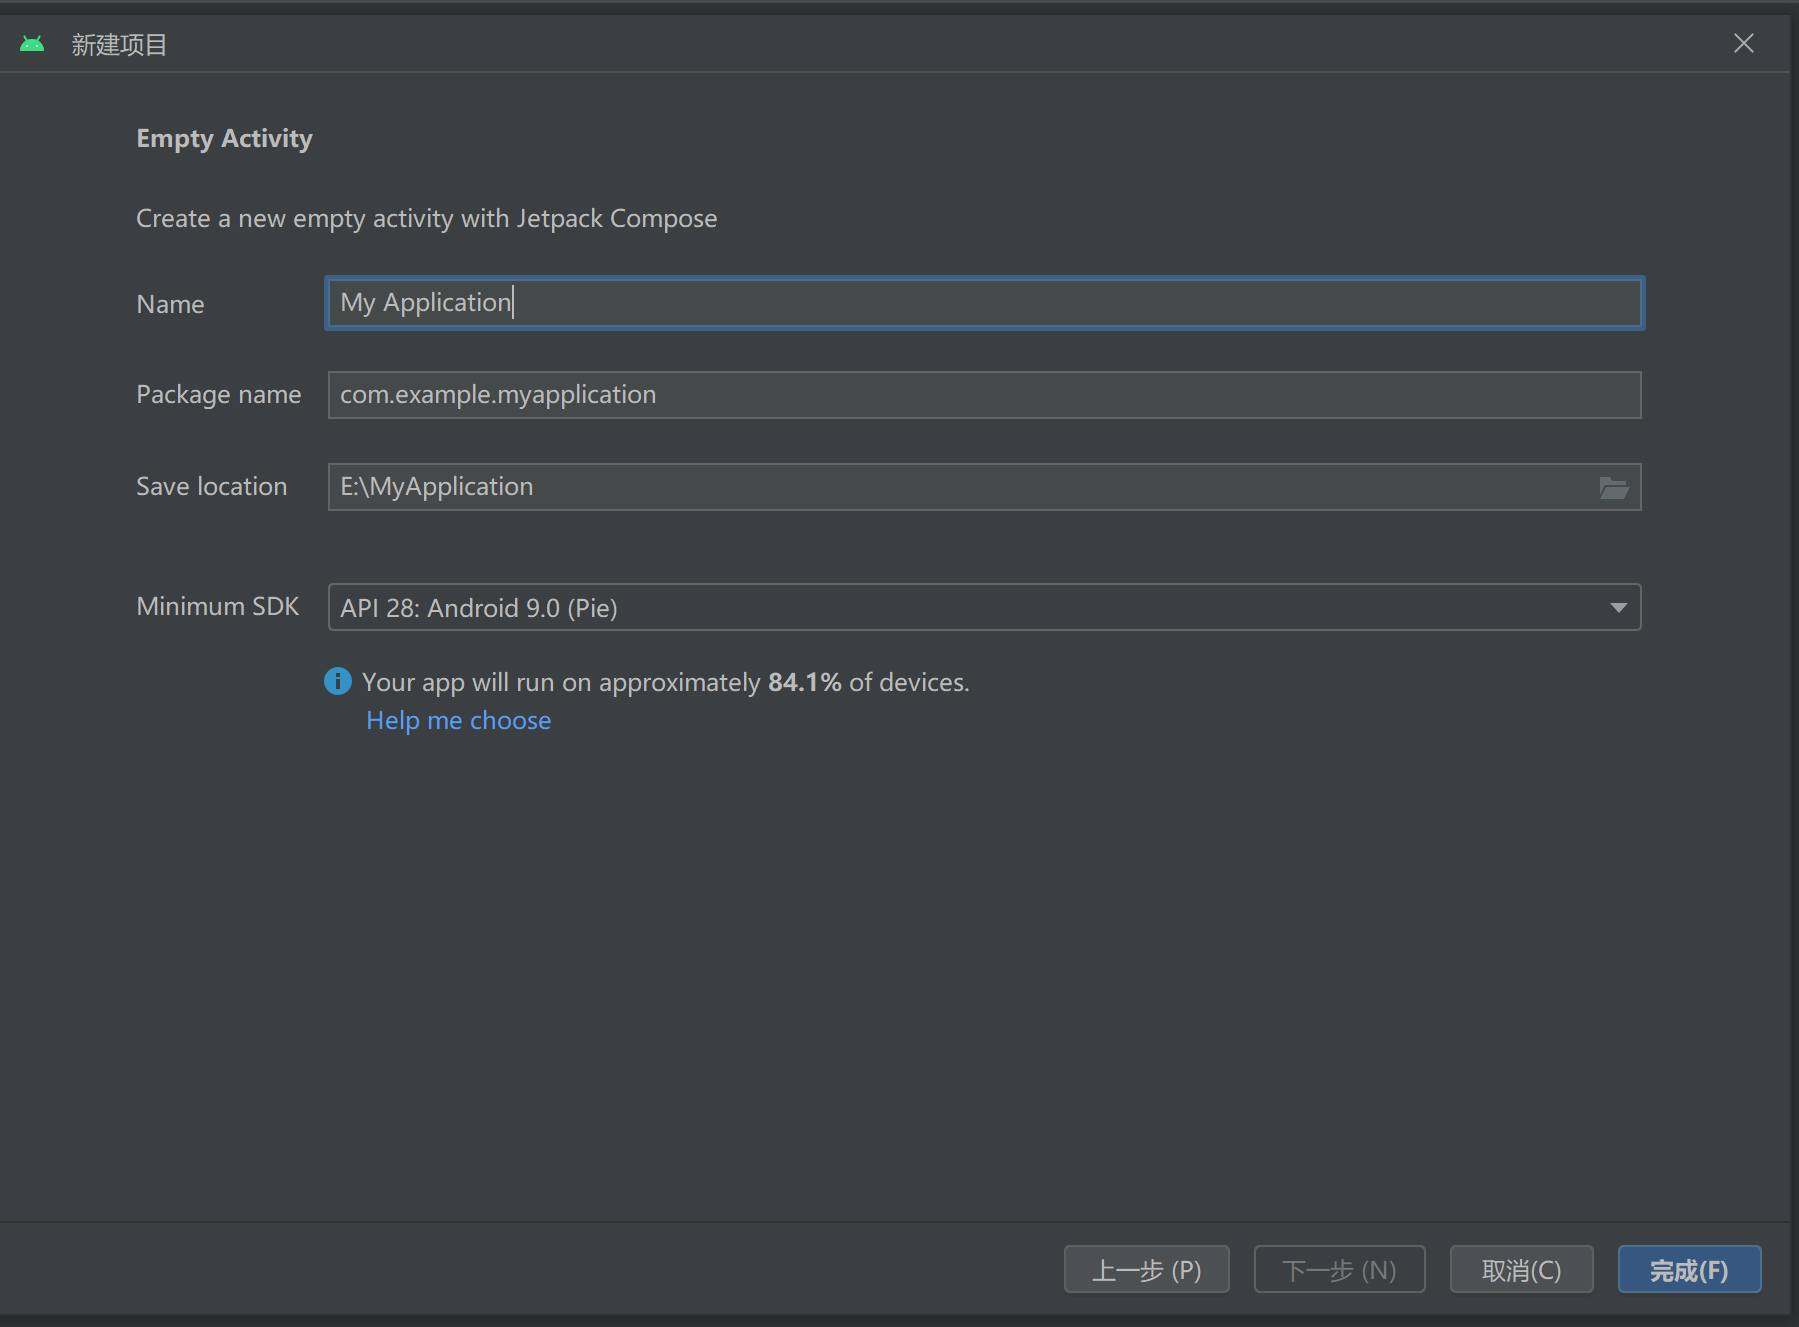 新建项目
Empty Activity
Create a new empty activity with Jetpack Compose
Name My Application
Package name com.example.myapplication
Save location E:\MyApplication
Minimum SDK API 28: Android 9.0 (Pie)
Your app will run on approximately 84.1% of devices.
Help me choose
上一步 (P) 下一步 (N) 取消(C) 完成(F)